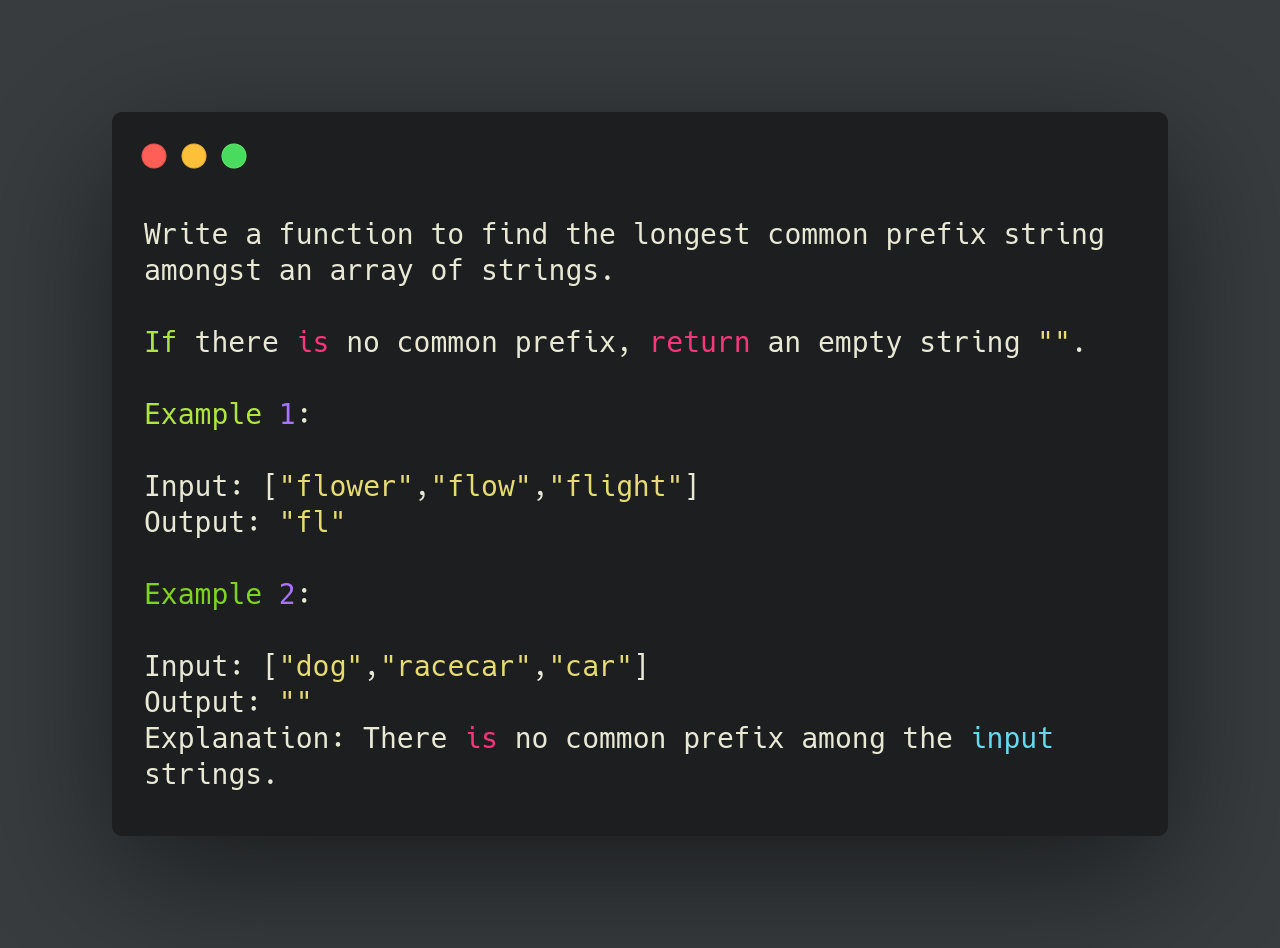 Write a function to find the longest common prefix string
amongst an array of strings.
If there is no common prefix, return an empty string "".
Example 1:
Input: ["flower","flow","flight"]
Output: "fl"
Example 2:
Input: ["dog","racecar","car"]
Output: ""
Explanation: There is no common prefix among the input
strings.